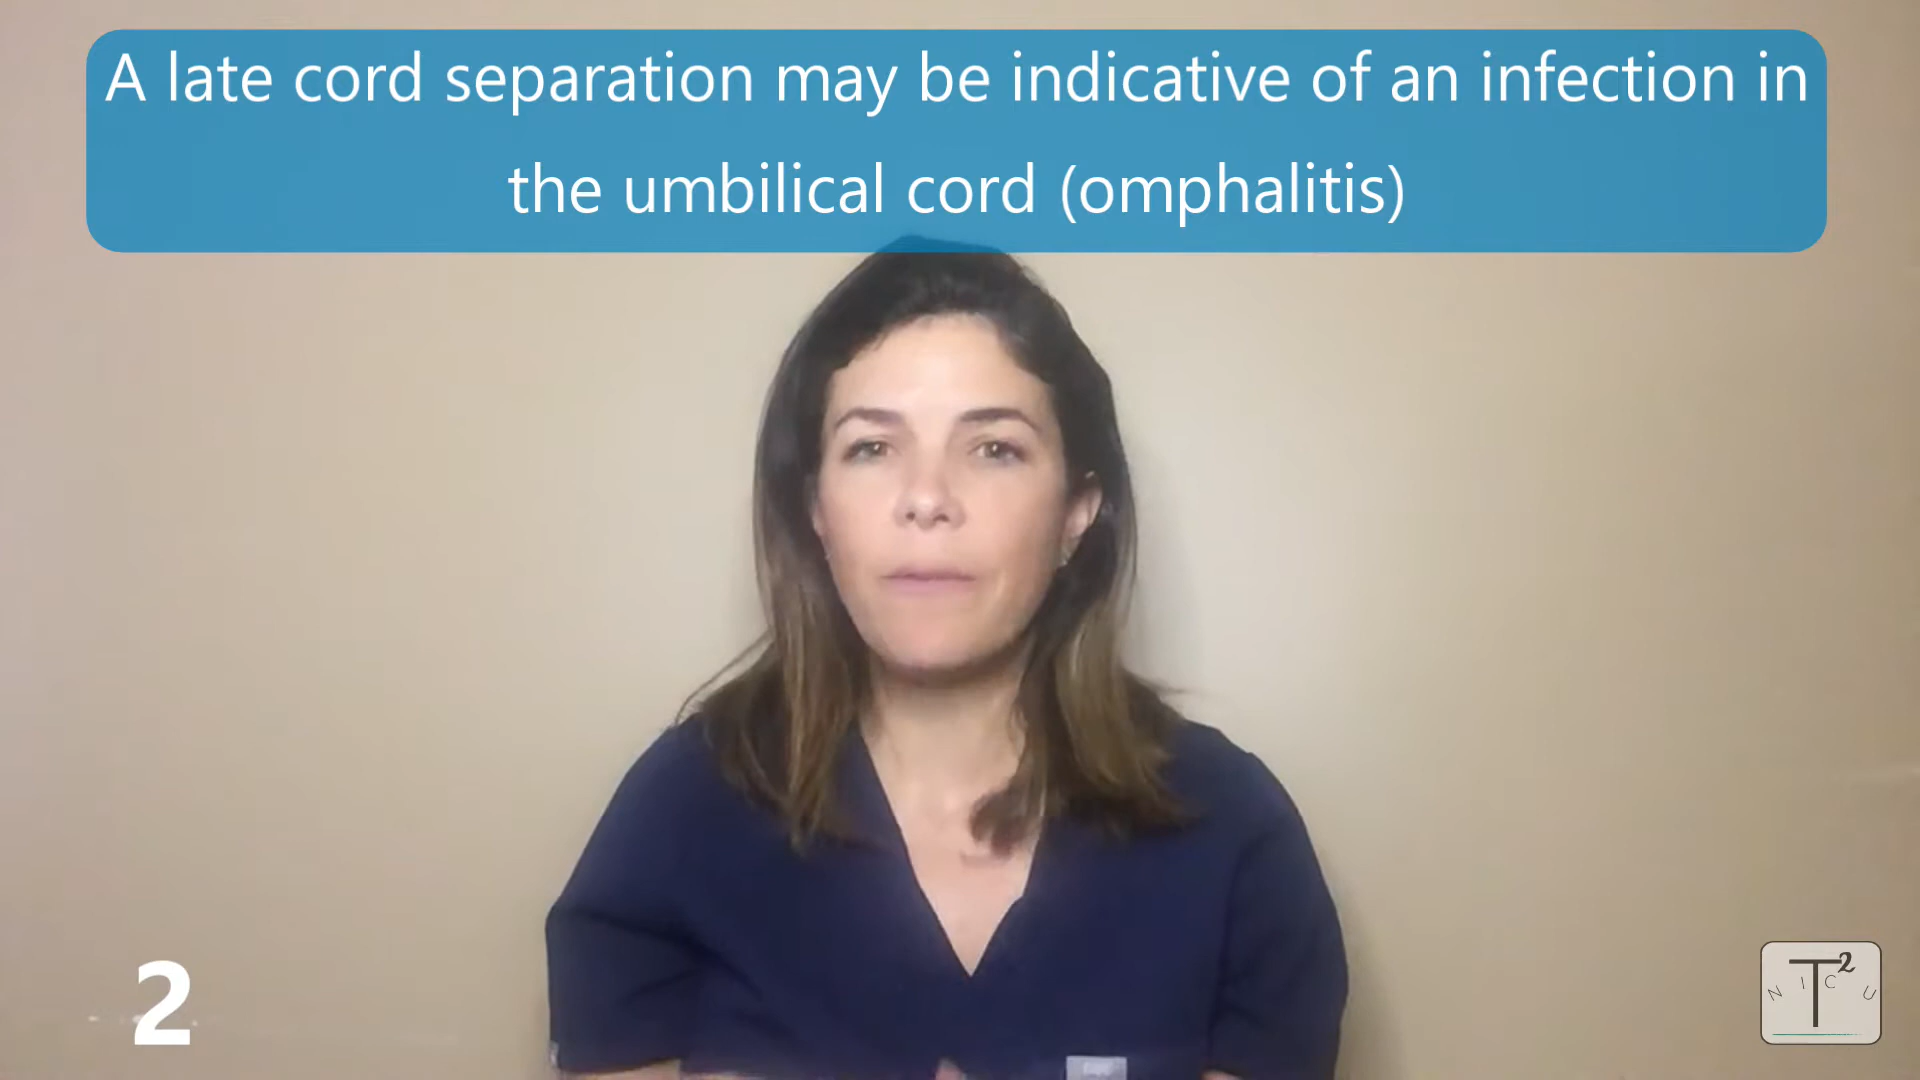 A late cord separation may be indicative of an infection in
the umbilical cord (omphalitis)
2
T2
N I C U